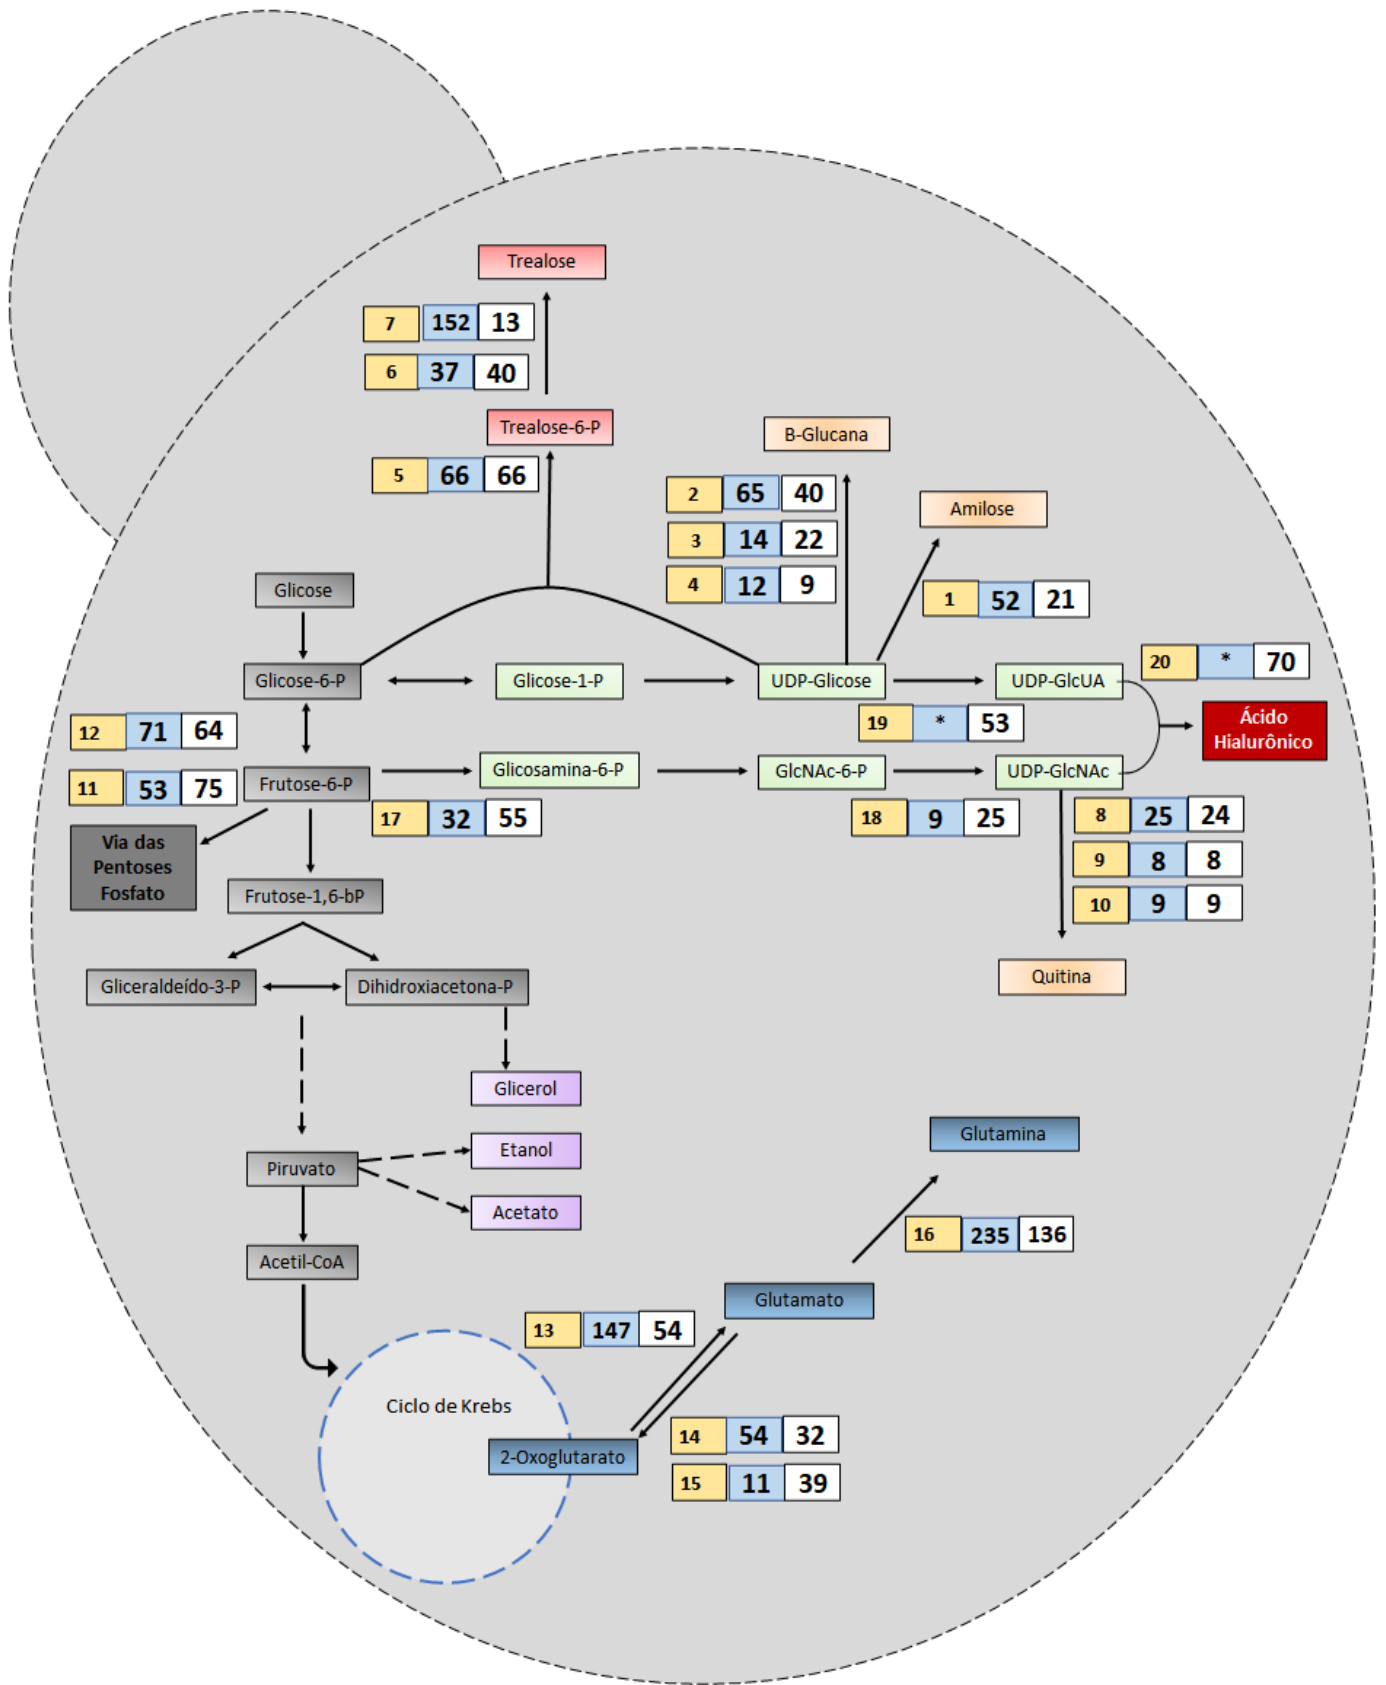 Trealose
7 152 13
6 37 40
Trealose-6-P
5 66 66
B-Glucana
2 65 40
3 14 22
4 12 9
Amilose
1 52 21
Glicose
Glicose-6-P
Glicose-1-P
UDP-Glicose
UDP-GlcUA
20 * 70
19 * 53
Ácido
Hialurônico
12 71 64
11 53 75
Frutose-6-P
Glicosamina-6-P
GlcNAc-6-P
UDP-GlcNAc
17 32 55
18 9 25
8 25 24
9 8 8
10 9 9
Via das
Pentoses
Fosfato
Frutose-1,6-bP
Quitina
Gliceraldeído-3-P
Dihidroxiacetona-P
Glicerol
Etanol
Piruvato
Acetato
Acetil-CoA
Glutamina
16 235 136
Glutamato
13 147 54
Ciclo de Krebs
2-Oxoglutarato
14 54 32
15 11 39